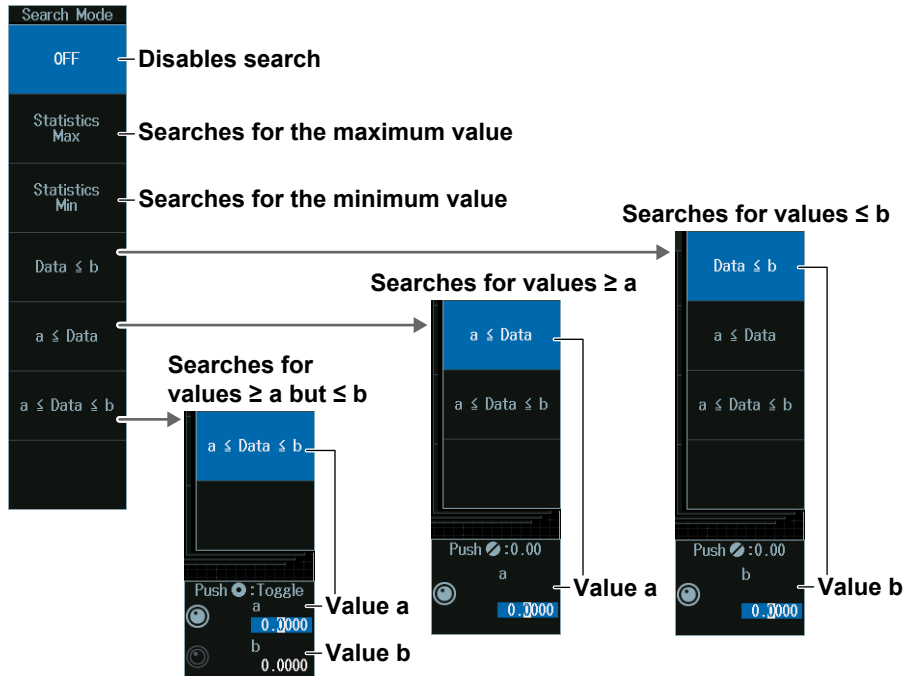 Search Mode
OFF
Disables search
Statistics
Max
Searches for the maximum value
Statistics
Min
Searches for the minimum value
Data ≦ b
a ≦ Data
a ≦ Data ≦ b
Searches for
values ≥ a but ≤ b
a ≦ Data ≦ b
Push :Toggle
a
0.0000
Value a
b
0.0000
Value b
Searches for values ≥ a
a ≦ Data
a ≦ Data ≦ b
Push :0.00
a
0.0000
Value a
Searches for values ≤ b
Data ≦ b
a ≦ Data
a ≦ Data ≦ b
Push :0.00
b
0.0000
Value b